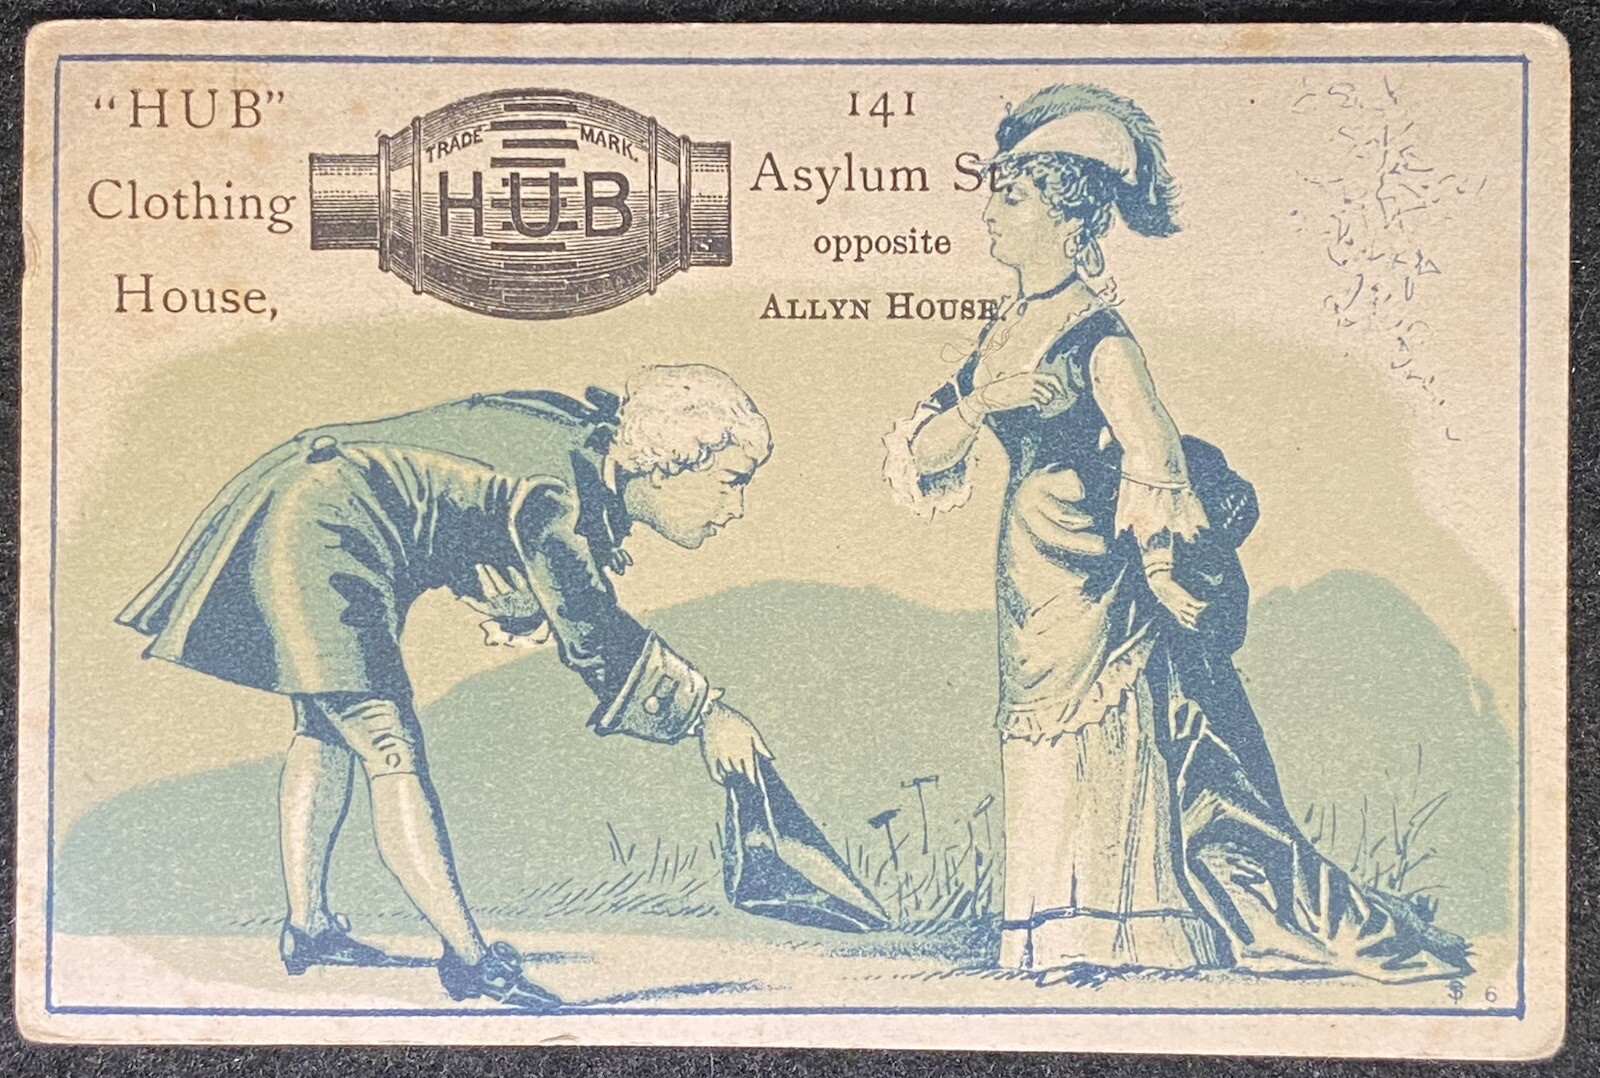 "HUB"
Clothing
House,
TRADE MARK.
HUB
141
Asylum St.
opposite
ALLYN HOUSE.
6